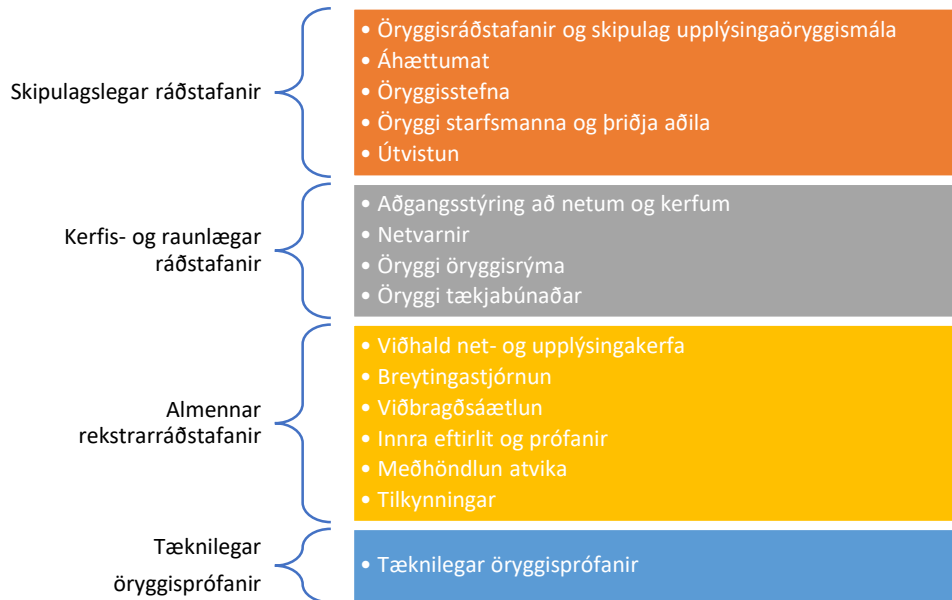 Skipulagslegar ráðstafanir
• Öryggisráðstafanir og skipulag upplýsingaöryggismála
• Áhættumat
• Öryggisstefna
• Öryggi starfsmanna og þriðja aðila
• Útvistun
Kerfis- og raunlægar
ráðstafanir
• Aðgangsstýring að netum og kerfum
• Netvarnir
• Öryggi öryggisrýma
• Öryggi tækjabúnaðar
Almennar
rekstrarráðstafanir
• Viðhald net- og upplýsingakerfa
• Breytingastjórnun
• Viðbragðsáætlun
• Innra eftirlit og prófanir
• Meðhöndlun atvika
• Tilkynningar
Tæknilegar
öryggisprófanir
• Tæknilegar öryggisprófanir